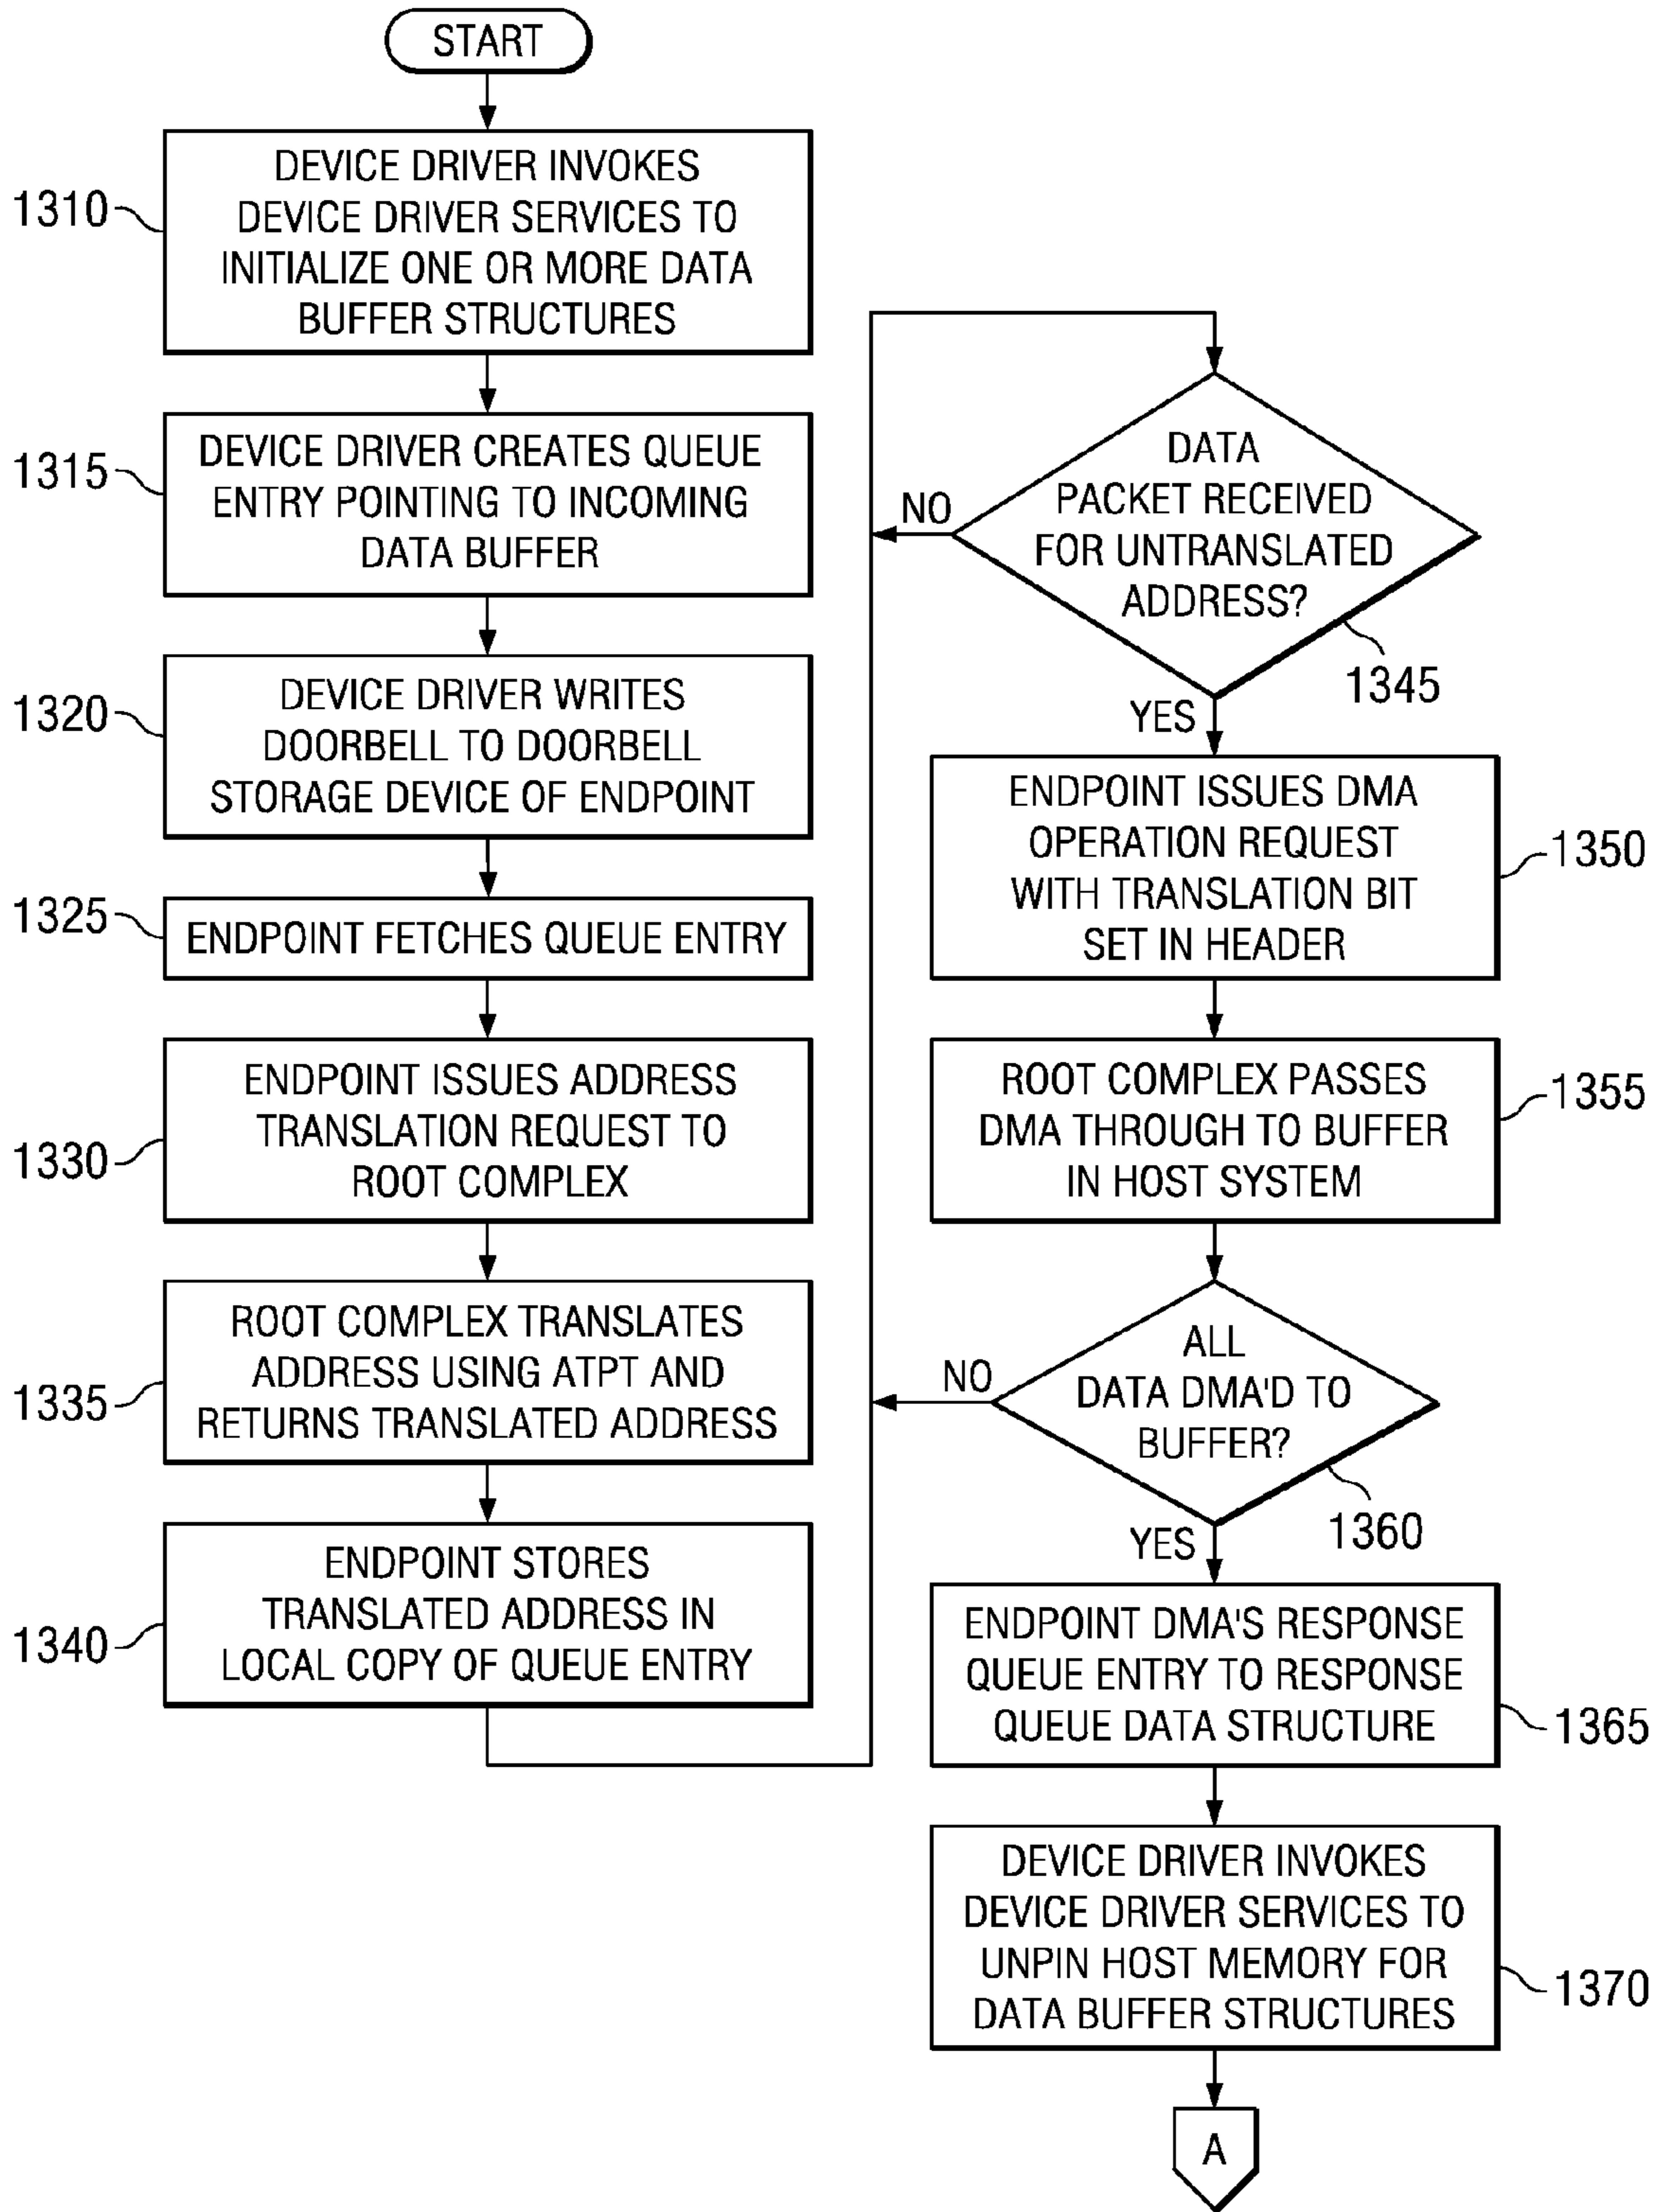 START
1310
DEVICE DRIVER INVOKES
DEVICE DRIVER SERVICES TO
INITIALIZE ONE OR MORE DATA
BUFFER STRUCTURES
1315
DEVICE DRIVER CREATES QUEUE
ENTRY POINTING TO INCOMING
DATA BUFFER
1320
DEVICE DRIVER WRITES
DOORBELL TO DOORBELL
STORAGE DEVICE OF ENDPOINT
1325
ENDPOINT FETCHES QUEUE ENTRY
1330
ENDPOINT ISSUES ADDRESS
TRANSLATION REQUEST TO
ROOT COMPLEX
1335
ROOT COMPLEX TRANSLATES
ADDRESS USING ATPT AND
RETURNS TRANSLATED ADDRESS
1340
ENDPOINT STORES
TRANSLATED ADDRESS IN
LOCAL COPY OF QUEUE ENTRY
DATA
PACKET RECEIVED
FOR UNTRANSLATED
ADDRESS?
NO
1345
YES
ENDPOINT ISSUES DMA
OPERATION REQUEST
WITH TRANSLATION BIT
SET IN HEADER
1350
ROOT COMPLEX PASSES
DMA THROUGH TO BUFFER
IN HOST SYSTEM
1355
ALL
DATA DMA'D TO
BUFFER?
NO
1360
YES
ENDPOINT DMA'S RESPONSE
QUEUE ENTRY TO RESPONSE
QUEUE DATA STRUCTURE
1365
DEVICE DRIVER INVOKES
DEVICE DRIVER SERVICES TO
UNPIN HOST MEMORY FOR
DATA BUFFER STRUCTURES
1370
A